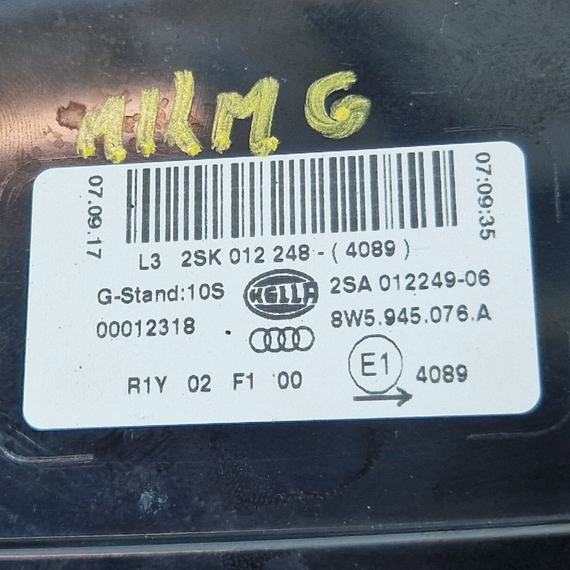 MKM G
07.09.17
07:09:35
L3 2SK 012 248 - ( 4089 )
G-Stand:10S
HELLA
2SA 012249-06
00012318
8W5.945.076.A
R1Y 02 F1 00
E1
4089